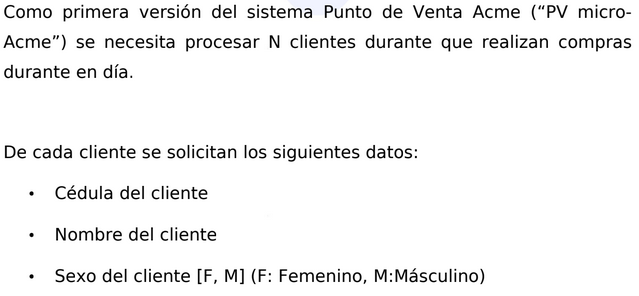 Como primera versión del sistema Punto de Venta Acme (“PV micro-
Acme”) se necesita procesar N clientes durante que realizan compras
durante en día.
De cada cliente se solicitan los siguientes datos:
• Cédula del cliente
• Nombre del cliente
• Sexo del cliente [F, M] (F: Femenino, M:Másculino)